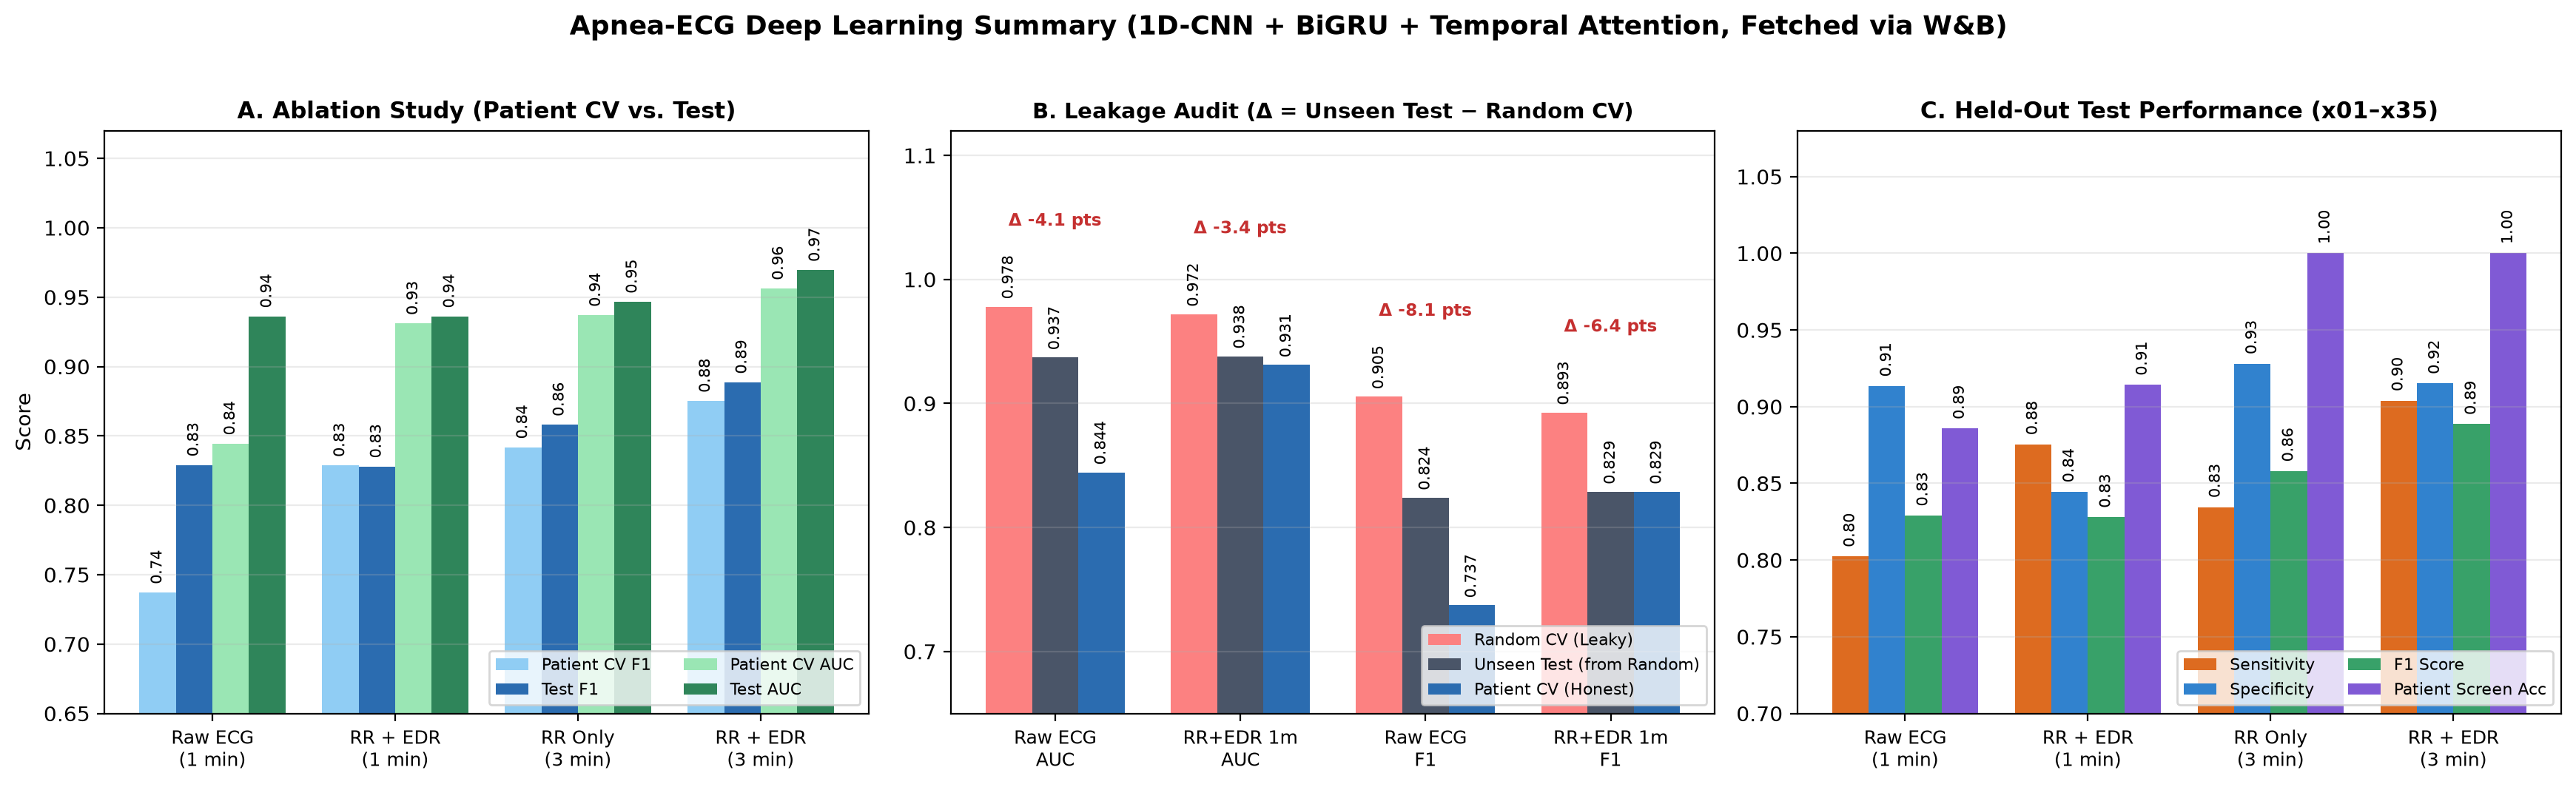 Apnea-ECG Deep Learning Summary (1D-CNN + BiGRU + Temporal Attention, Fetched via W&B)
A. Ablation Study (Patient CV vs. Test)
Score
1.05
1.00
0.95
0.90
0.85
0.80
0.75
0.70
0.65
0.74
0.83
0.84
0.94
0.83
0.83
0.93
0.94
0.84
0.86
0.94
0.95
0.88
0.89
0.96
0.97
Patient CV F1
Test F1
Patient CV AUC
Test AUC
Raw ECG
(1 min)
RR + EDR
(1 min)
RR Only
(3 min)
RR + EDR
(3 min)
B. Leakage Audit (Δ = Unseen Test − Random CV)
1.1
1.0
0.9
0.8
0.7
Δ -4.1 pts
Δ -3.4 pts
Δ -8.1 pts
Δ -6.4 pts
0.978
0.937
0.844
0.972
0.938
0.931
0.905
0.824
0.737
0.893
0.829
0.829
Random CV (Leaky)
Unseen Test (from Random)
Patient CV (Honest)
Raw ECG
AUC
RR+EDR 1m
AUC
Raw ECG
F1
RR+EDR 1m
F1
C. Held-Out Test Performance (x01–x35)
1.05
1.00
0.95
0.90
0.85
0.80
0.75
0.70
0.80
0.91
0.83
0.89
0.88
0.84
0.83
0.91
0.83
0.93
0.86
1.00
0.90
0.92
0.89
1.00
Sensitivity
Specificity
F1 Score
Patient Screen Acc
Raw ECG
(1 min)
RR + EDR
(1 min)
RR Only
(3 min)
RR + EDR
(3 min)